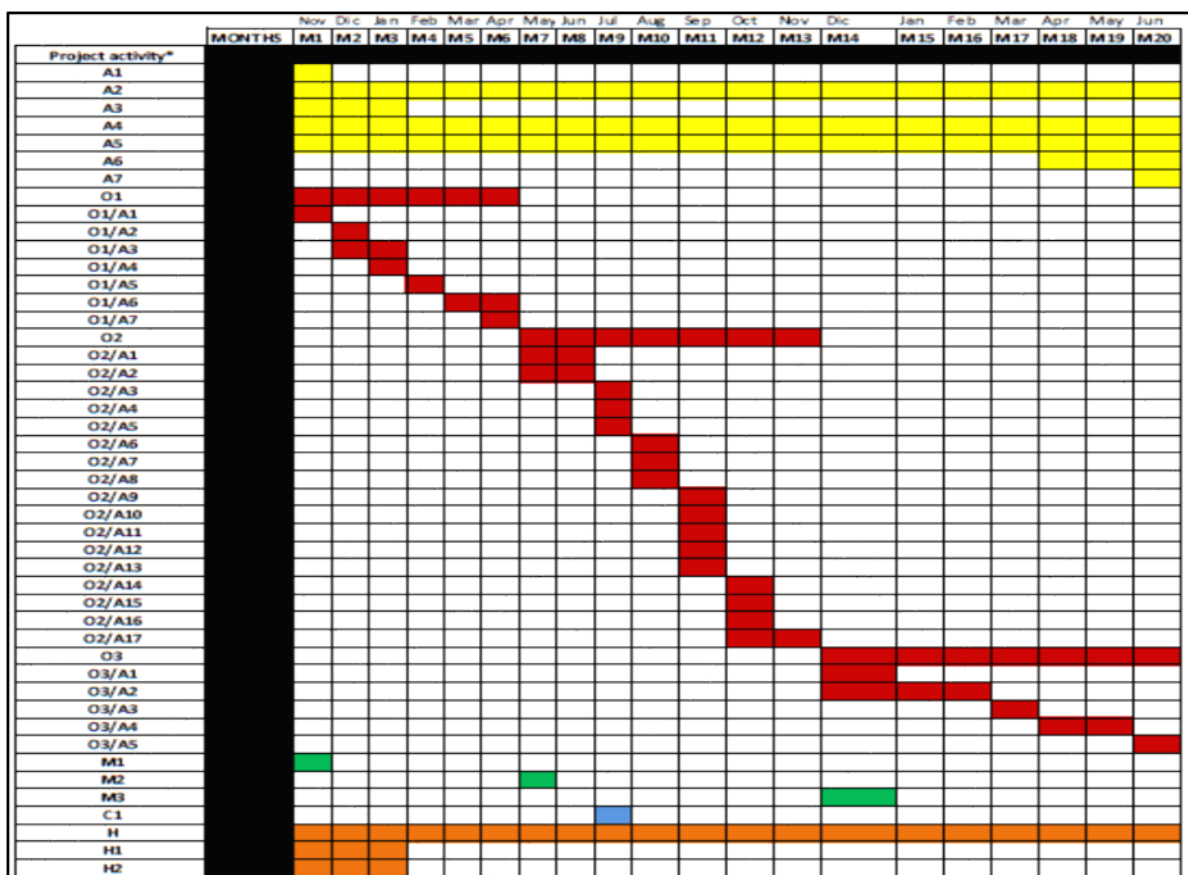 Nov Dic Jan Feb Mar Apr May Jun Jul Aug Sep Oct Nov Dic Jan Feb Mar Apr May Jun
MONTHS M1 M2 M3 M4 M5 M6 M7 M8 M9 M10 M11 M12 M13 M14 M15 M16 M17 M18 M19 M20
Project activity*
A1
A2
A3
A4
A5
A6
A7
O1
O1/A1
O1/A2
O1/A3
O1/A4
O1/A5
O1/A6
O1/A7
O2
O2/A1
O2/A2
O2/A3
O2/A4
O2/A5
O2/A6
O2/A7
O2/A8
O2/A9
O2/A10
O2/A11
O2/A12
O2/A13
O2/A14
O2/A15
O2/A16
O2/A17
O3
O3/A1
O3/A2
O3/A3
O3/A4
O3/A5
M1
M2
M3
C1
H
H1
H2